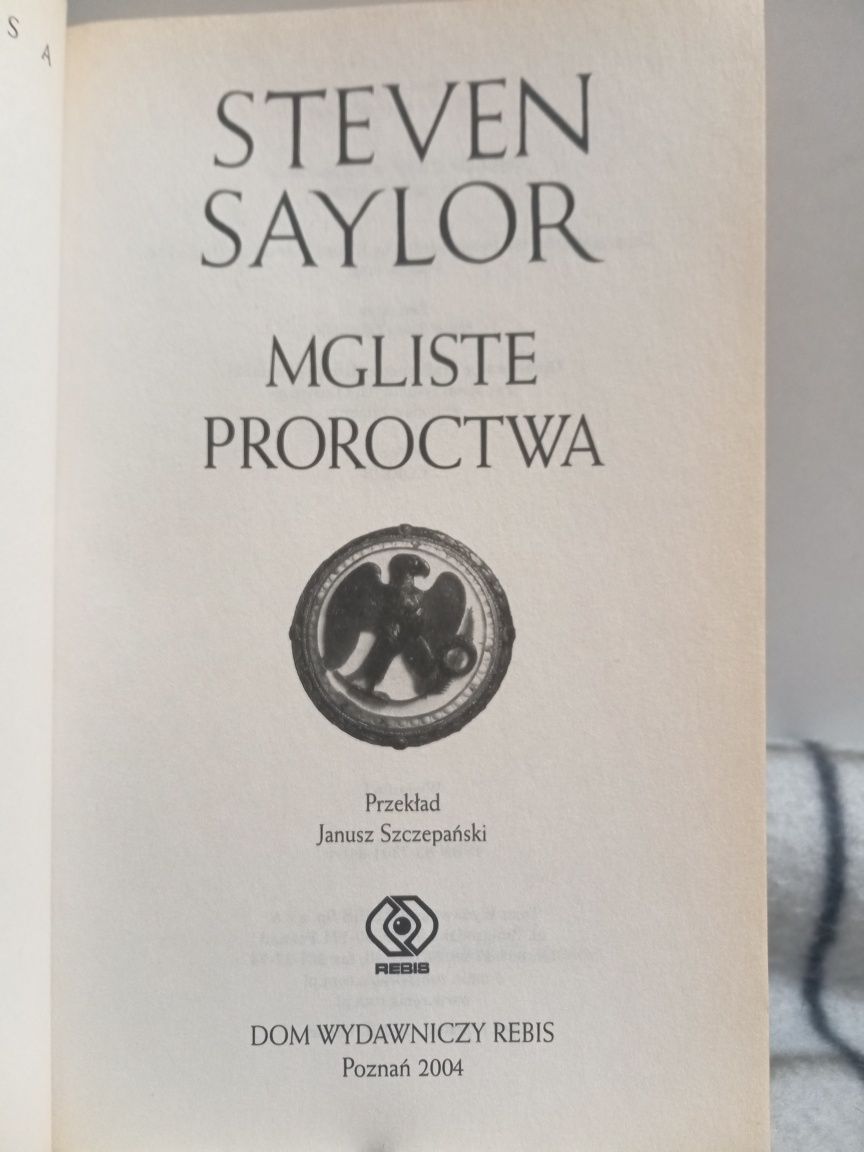 S
A
STEVEN
SAYLOR
MGLISTE
PROROCTWA
Przekład
Janusz Szczepański
REBIS
DOM WYDAWNICZY REBIS
Poznań 2004